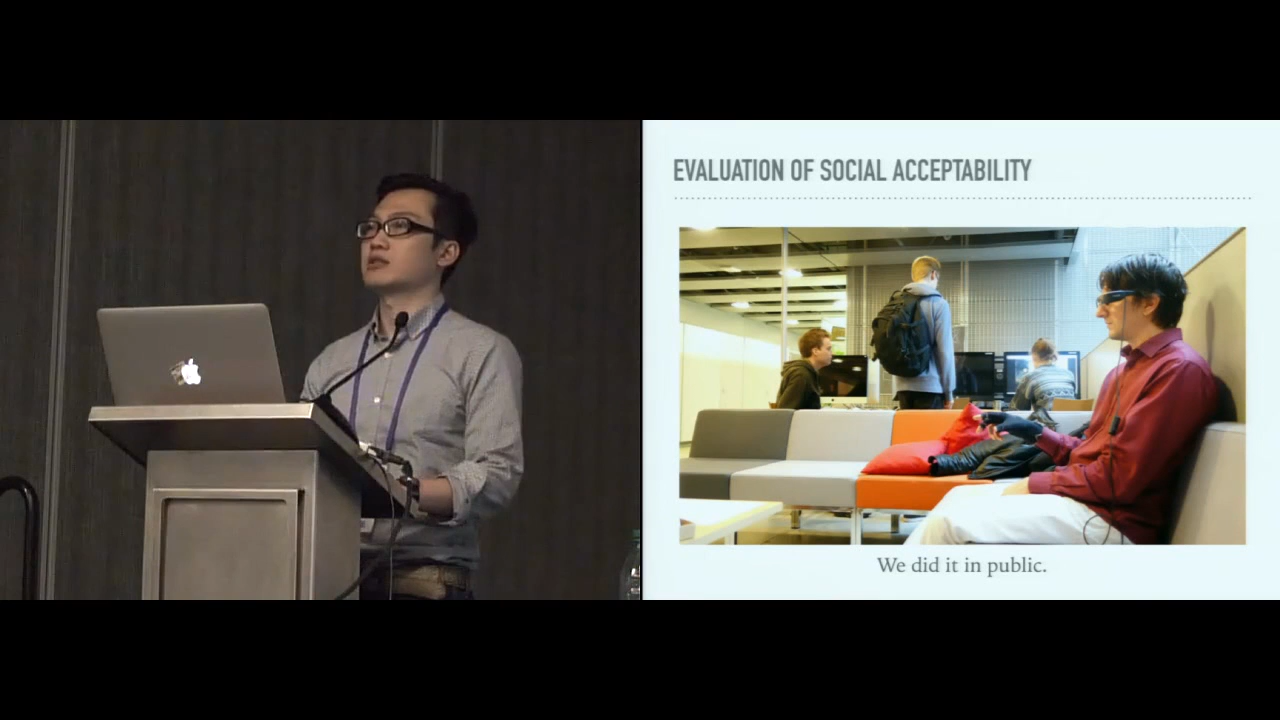 EVALUATION OF SOCIAL ACCEPTABILITY
We did it in public.